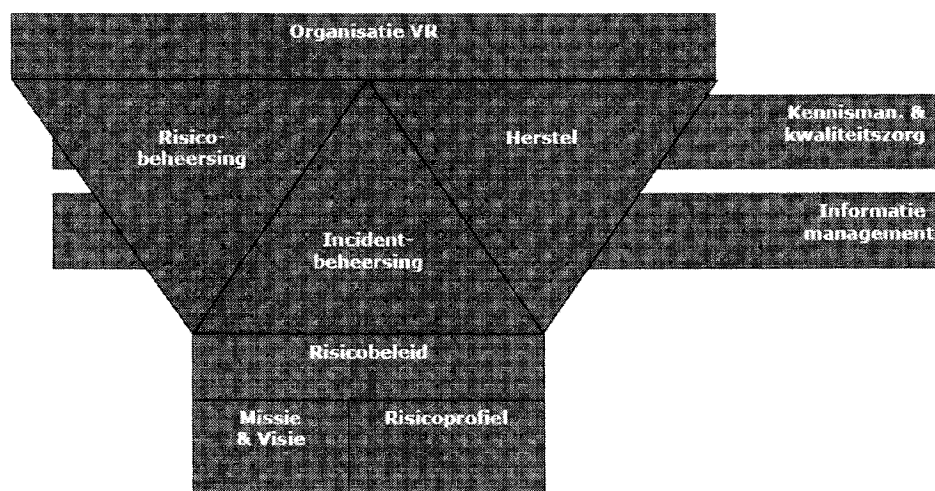 Organisatie VR
Risico-
beheersing
Herstel
Kennisman. &
kwaliteitszorg
Incident-
beheersing
Informatie
management
Risicobeleid
Missie
& Visie
Risicoprofiel